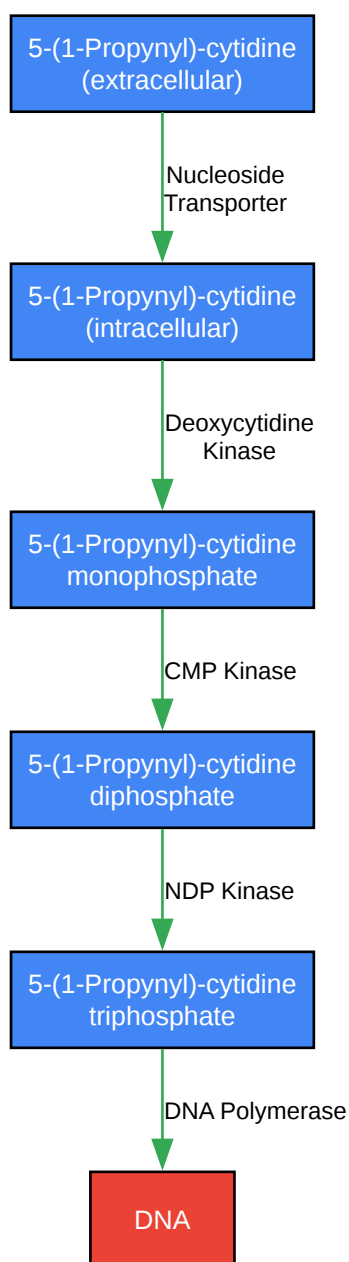 5-(1-Propynyl)-cytidine
(extracellular)
Nucleoside
Transporter
5-(1-Propynyl)-cytidine
(intracellular)
Deoxycytidine
Kinase
5-(1-Propynyl)-cytidine
monophosphate
CMP Kinase
5-(1-Propynyl)-cytidine
diphosphate
NDP Kinase
5-(1-Propynyl)-cytidine
triphosphate
DNA Polymerase
DNA